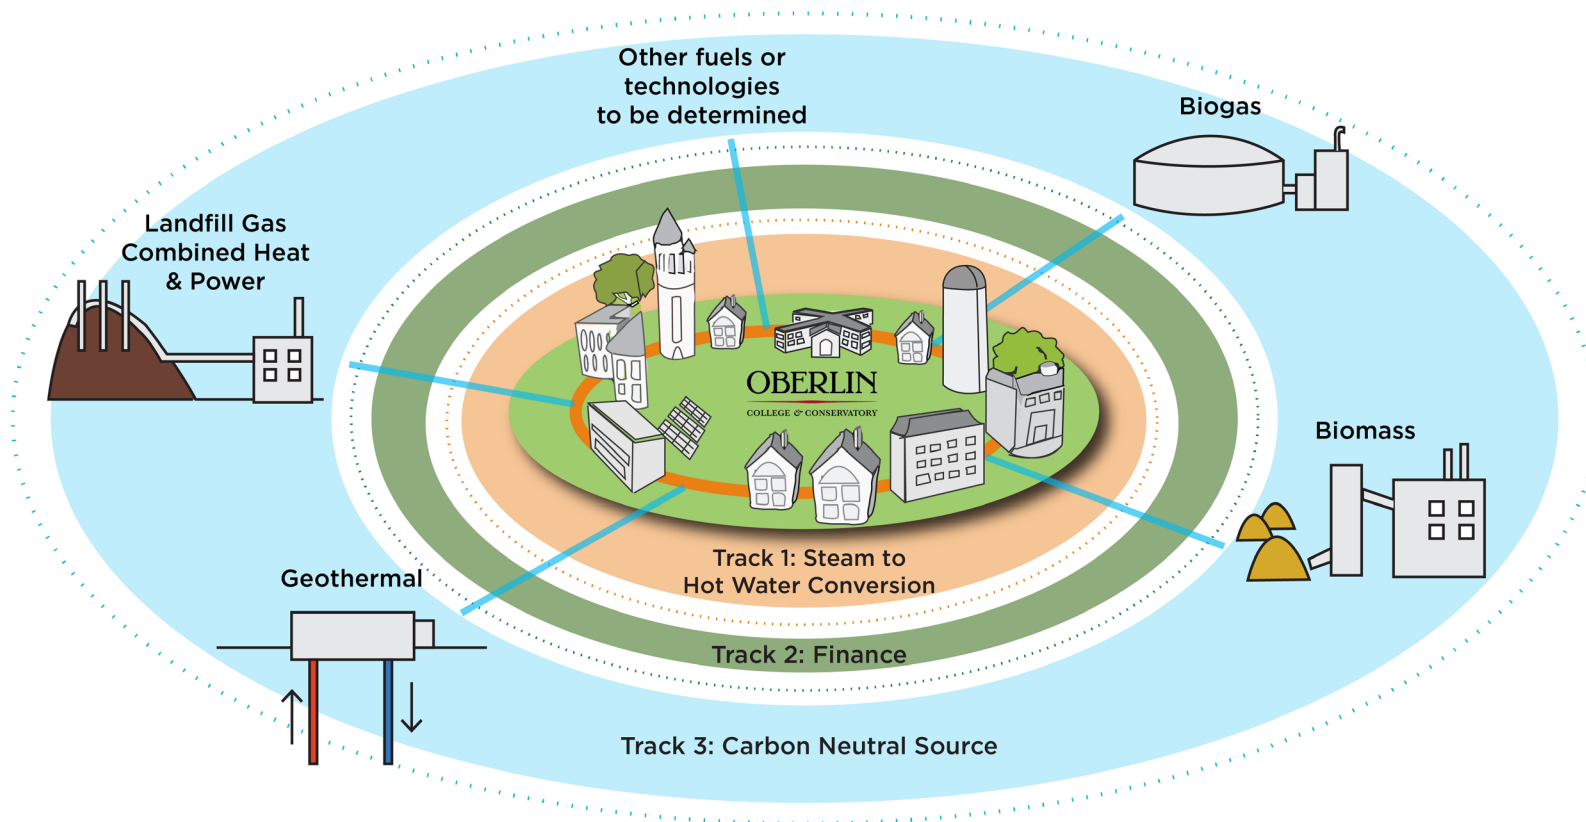 Other fuels or
technologies
to be determined
Biogas
Landfill Gas
Combined Heat
& Power
OBERLIN
COLLEGE & CONSERVATORY
Biomass
Geothermal
Track 1: Steam to
Hot Water Conversion
Track 2: Finance
Track 3: Carbon Neutral Source